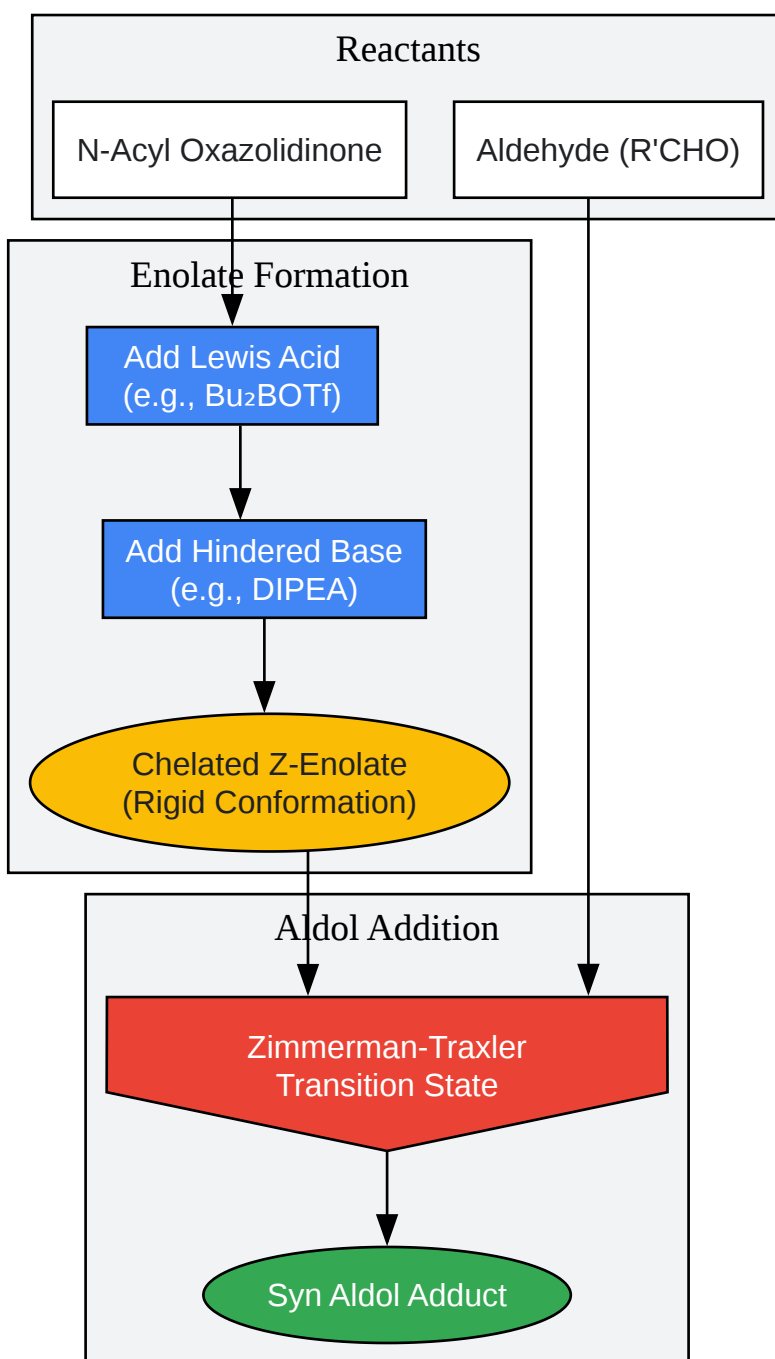 Reactants
N-Acyl Oxazolidinone
Aldehyde (R'CHO)
Enolate Formation
Add Lewis Acid
(e.g., Bu₂BOTf)
Add Hindered Base
(e.g., DIPEA)
Chelated Z-Enolate
(Rigid Conformation)
Aldol Addition
Zimmerman-Traxler
Transition State
Syn Aldol Adduct